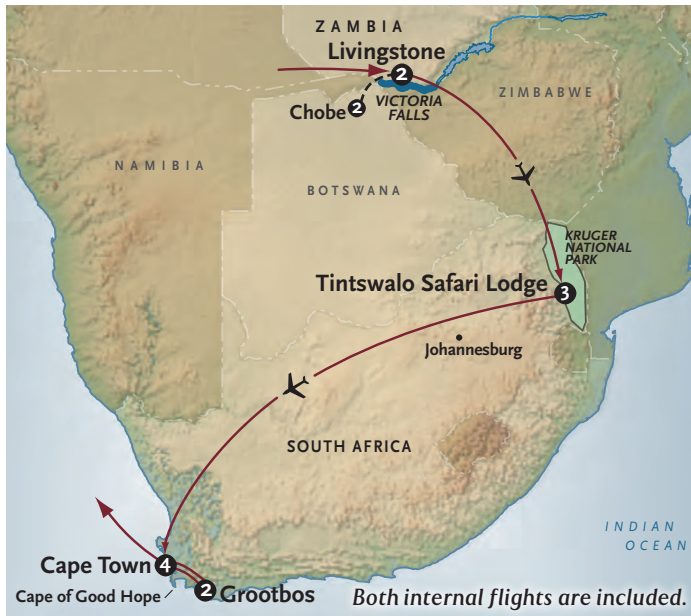 ZAMBIA
Livingstone
2
VICTORIA
FALLS
Chobe 2
ZIMBABWE
NAMIBIA
BOTSWANA
KRUGER
NATIONAL
PARK
Tintswalo Safari Lodge 3
Johannesburg
SOUTH AFRICA
INDIAN
OCEAN
Cape Town 4
Cape of Good Hope
2 Grootbos
Both internal flights are included.